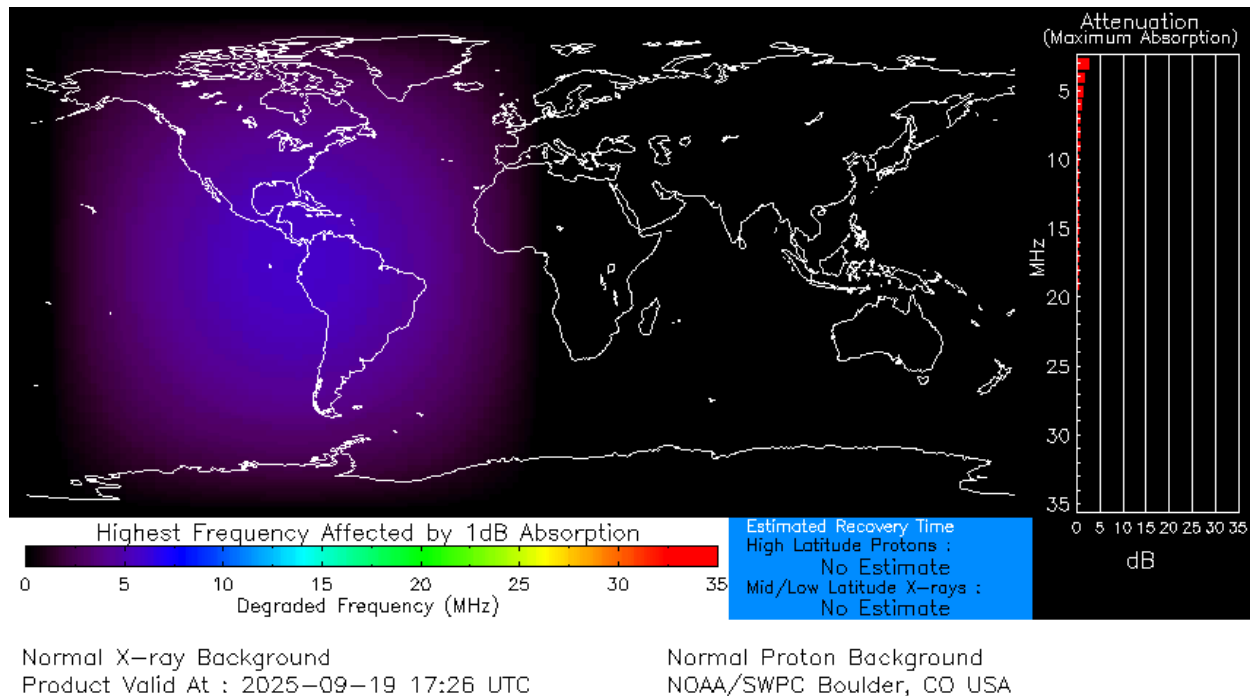 Attenuation
(Maximum Absorption)
5
10
15
20
25
30
35
MHz
0 5 10 15 20 25 30 35
dB
Highest Frequency Affected by 1dB Absorption
0 5 10 15 20 25 30 35
Degraded Frequency (MHz)
Estimated Recovery Time
High Latitude Protons :
No Estimate
Mid/Low Latitude X-rays :
No Estimate
Normal X-ray Background
Product Valid At : 2025-09-19 17:26 UTC
Normal Proton Background
NOAA/SWPC Boulder, CO USA